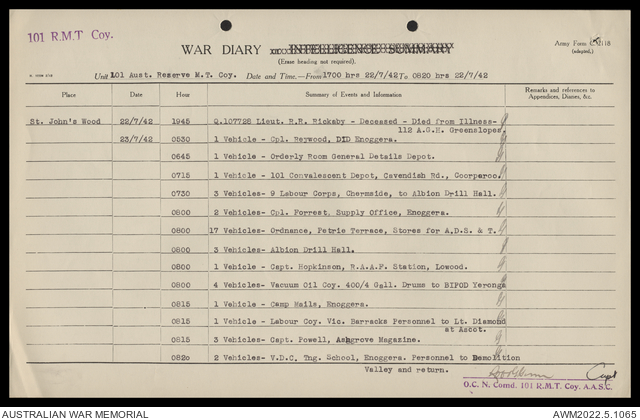 101 R.M.T Coy.
WAR DIARY INTELLIGENCE SUMMARY
(Erase heading not required).
Army Form C.2118
(adapted.)
Unit 101 Aust. Reserve M.T. Coy. Date and Time.—From 1700 hrs 22/7/42 To 0820 hrs 22/7/42
Place Date Hour Summary of Events and Information Remarks and references to Appendices, Diaries, &c.
St. John's Wood 22/7/42 1945 Q.107728 Lieut. R.R. Ricksby - Deceased - Died from Illness-
112 A.G.H. Greenslopes.
23/7/42 0530 1 Vehicle - Cpl. Reywood, DID Enoggera.
0645 1 Vehicle - Orderly Room General Details Depot.
0715 1 Vehicle - 101 Convalescent Depot, Cavendish Rd., Coorparoo.
0730 3 Vehicles- 9 Labour Corps, Chermside, to Albion Drill Hall.
0800 2 Vehicles- Cpl. Forrest, Supply Office, Enoggera.
0800 17 Vehicles- Ordnance, Petrie Terrace, Stores for A.D.S. & T.
0800 3 Vehicles- Albion Drill Hall.
0800 1 Vehicle - Capt. Hopkinson, R.A.A.F. Station, Lowood.
0800 4 Vehicles- Vacuum Oil Coy. 400/4 Gall. Drums to BIPOD Yeronga
0815 1 Vehicle - Camp Mails, Enoggera.
0815 1 Vehicle - Labour Coy. Vic. Barracks Personnel to Lt. Diamond
at Ascot.
0815 3 Vehicles- Capt. Powell, Ashgrove Magazine.
0820 2 Vehicles- V.D.C. Tng. School, Enoggera. Personnel to Demolition
Valley and return.
Capt
O.C. N. Comd. 101 R.M.T. Coy. A.A.S.C.
AUSTRALIAN WAR MEMORIAL AWM2022.5.1065